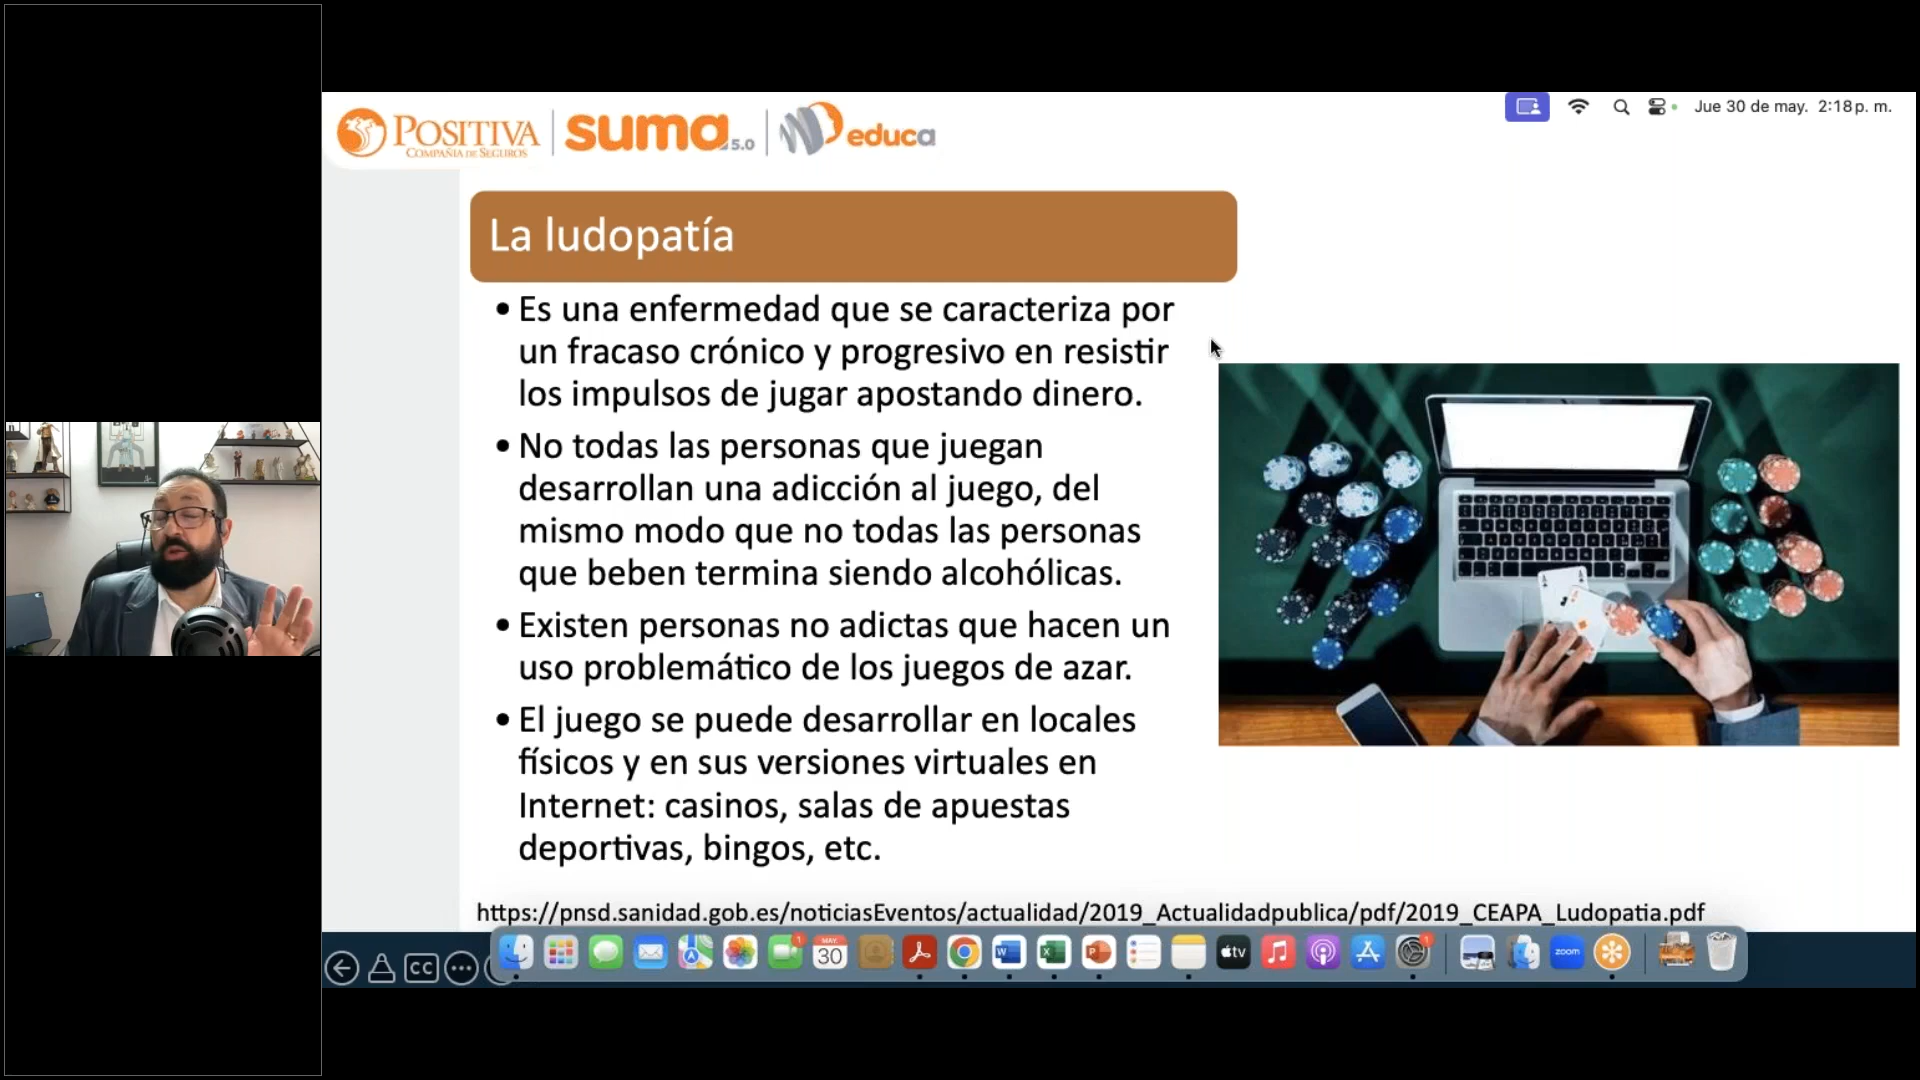 POSITIVA
COMPAÑIA DE SEGUROS
suma 5.0
educa
Jue 30 de may. 2:18 p. m.
La ludopatía
• Es una enfermedad que se caracteriza por
un fracaso crónico y progresivo en resistir
los impulsos de jugar apostando dinero.
• No todas las personas que juegan
desarrollan una adicción al juego, del
mismo modo que no todas las personas
que beben termina siendo alcohólicas.
• Existen personas no adictas que hacen un
uso problemático de los juegos de azar.
• El juego se puede desarrollar en locales
físicos y en sus versiones virtuales en
Internet: casinos, salas de apuestas
deportivas, bingos, etc.
https://pnsd.sanidad.gob.es/noticiasEventos/actualidad/2019_Actualidadpublica/pdf/2019_CEAPA_Ludopatia.pdf
CC
MAY.
30
1
W
X
P
tv
1
zoom